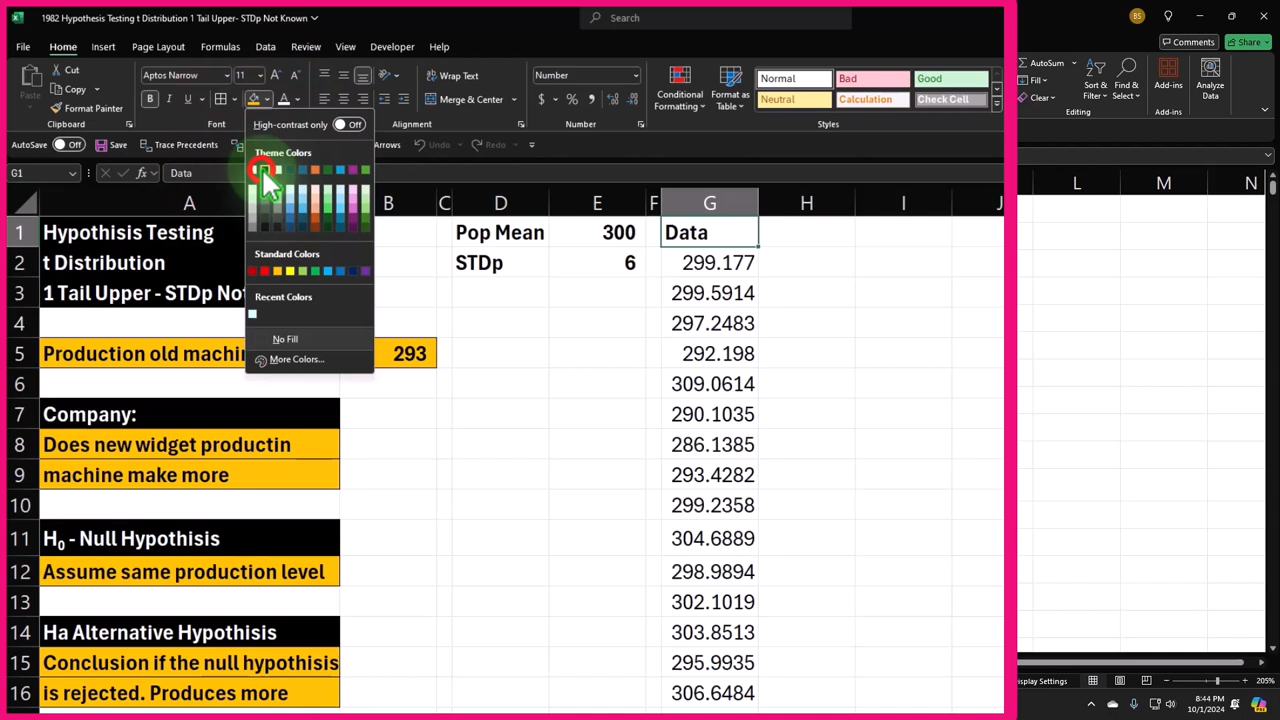 1982 Hypothesis Testing t Distribution 1 Tail Upper- STDp Not Known
Search
BS
File Home Insert Page Layout Formulas Data Review View Developer Help
Comments Share
Paste
Cut
Copy
Format Painter
Clipboard
Aptos Narrow 11
B I U
Font
Wrap Text
Merge & Center
Alignment
Number
$ % 9
Number
Conditional
Formatting
Format as
Table
Normal Bad Good
Neutral Calculation Check Cell
Styles
AutoSum
Fill
Clear
Sort &
Filter
Find &
Select
Editing
Add-ins
Add-ins
Analyze
Data
AutoSave Off Save Trace Precedents Arrows Undo Redo
High-contrast only Off
Theme Colors
Standard Colors
Recent Colors
No Fill
More Colors...
G1 fx Data
A B C D E F G H I J L M N
1 Hypothisis Testing Pop Mean 300 Data
2 t Distribution STDp 6 299.177
3 1 Tail Upper - STDp No 299.5914
4 297.2483
5 Production old machin 293 292.198
6 309.0614
7 Company: 290.1035
8 Does new widget productin 286.1385
9 machine make more 293.4282
10 299.2358
11 H0 - Null Hypothisis 304.6889
12 Assume same production level 298.9894
13 302.1019
14 Ha Alternative Hypothisis 303.8513
15 Conclusion if the null hypothisis 295.9935
16 is rejected. Produces more 306.6484
isplay Settings 205%
8:44 PM
10/1/2024